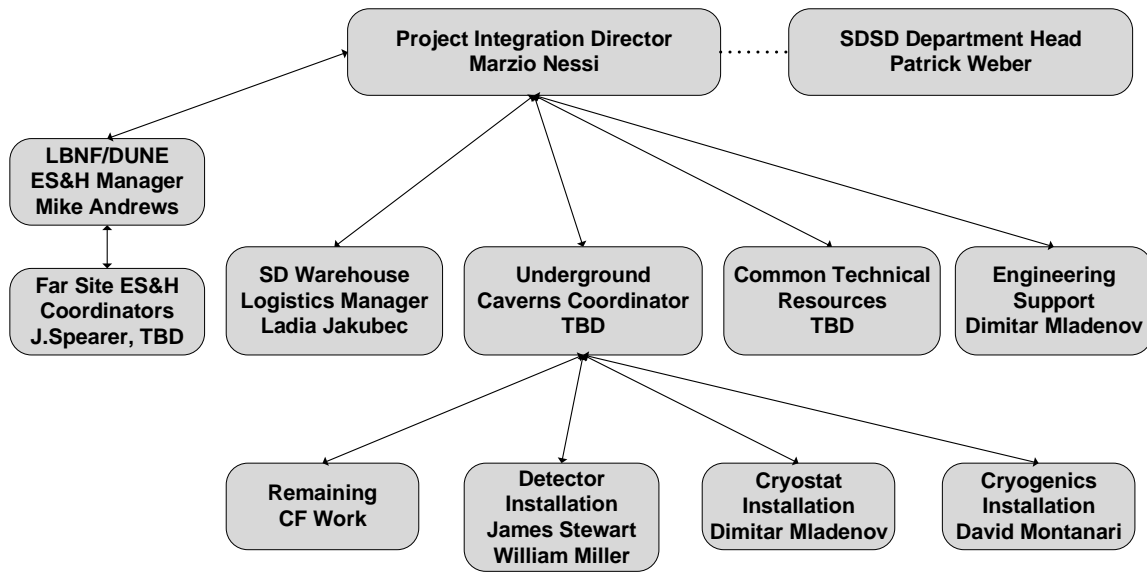 Project Integration Director
Marzio Nessi
SDSD Department Head
Patrick Weber
LBNF/DUNE
ES&H Manager
Mike Andrews
Far Site ES&H
Coordinators
J.Spearer, TBD
SD Warehouse
Logistics Manager
Ladia Jakubec
Underground
Caverns Coordinator
TBD
Common Technical
Resources
TBD
Engineering
Support
Dimitar Mladenov
Remaining
CF Work
Detector
Installation
James Stewart
William Miller
Cryostat
Installation
Dimitar Mladenov
Cryogenics
Installation
David Montanari